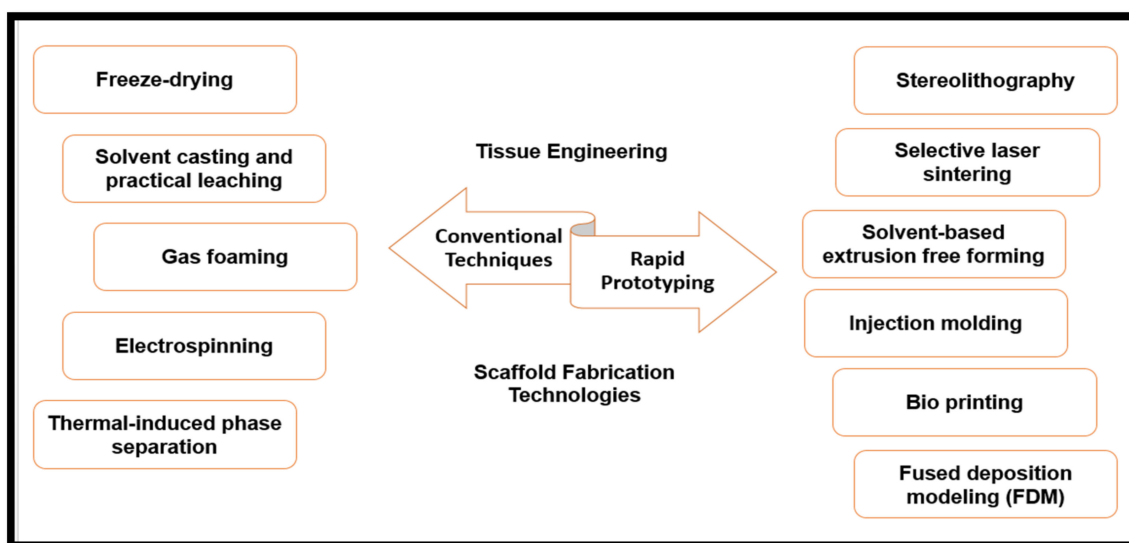 Freeze-drying
Solvent casting and
practical leaching
Gas foaming
Electrospinning
Thermal-induced phase
separation
Tissue Engineering
Conventional
Techniques
Rapid
Prototyping
Scaffold Fabrication
Technologies
Stereolithography
Selective laser
sintering
Solvent-based
extrusion free forming
Injection molding
Bio printing
Fused deposition
modeling (FDM)